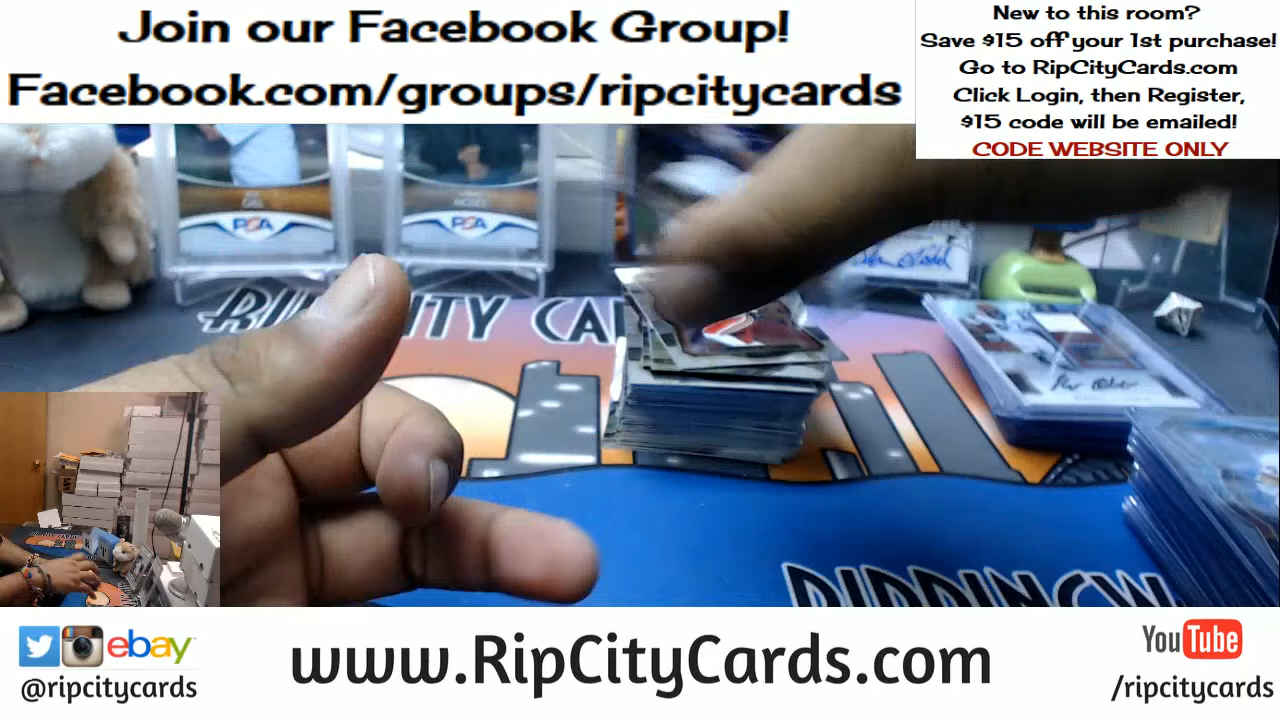 Join our Facebook Group!
Facebook.com/groups/ripcitycards
New to this room?
Save $15 off your 1st purchase!
Go to RipCityCards.com
Click Login, then Register,
$15 code will be emailed!
CODE WEBSITE ONLY
PSA
PSA
ebay
@ripcitycards
www.RipCityCards.com
YouTube
/ripcitycards